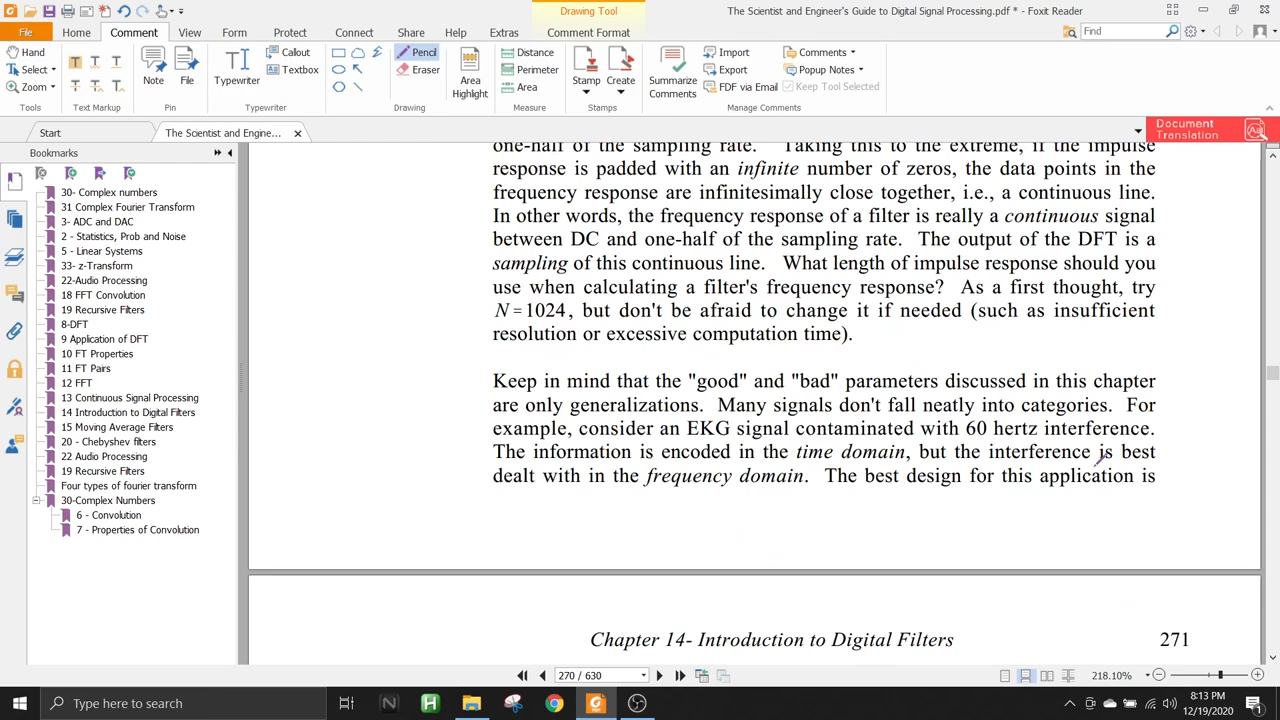 The Scientist and Engineer's Guide to Digital Signal Processing.pdf * - Foxit Reader
Drawing Tool
File Home Comment View Form Protect Connect Share Help Extras Comment Format
Find
Hand
Select
Zoom
Tools
Text Markup
Note
File
Pin
Typewriter
Callout
Textbox
Typewriter
Pencil
Eraser
Drawing
Area
Highlight
Distance
Perimeter
Area
Measure
Stamp
Create
Stamps
Summarize
Comments
Import
Export
FDF via Email
Comments
Popup Notes
Keep Tool Selected
Manage Comments
Start
The Scientist and Enginee...
Document
Translation
Bookmarks
30- Complex numbers
31 Complex Fourier Transform
3- ADC and DAC
2 - Statistics, Prob and Noise
5 - Linear Systems
33- z-Transform
22-Audio Processing
18 FFT Convolution
19 Recursive Filters
8-DFT
9 Application of DFT
10 FT Properties
11 FT Pairs
12 FFT
13 Continuous Signal Processing
14 Introduction to Digital Filters
15 Moving Average Filters
20 - Chebyshev filters
22 Audio Processing
19 Recursive Filters
Four types of fourier transform
30-Complex Numbers
6 - Convolution
7 - Properties of Convolution
one-half of the sampling rate. Taking this to the extreme, if the impulse
response is padded with an infinite number of zeros, the data points in the
frequency response are infinitesimally close together, i.e., a continuous line.
In other words, the frequency response of a filter is really a continuous signal
between DC and one-half of the sampling rate. The output of the DFT is a
sampling of this continuous line. What length of impulse response should you
use when calculating a filter's frequency response? As a first thought, try
N = 1024, but don't be afraid to change it if needed (such as insufficient
resolution or excessive computation time).
Keep in mind that the "good" and "bad" parameters discussed in this chapter
are only generalizations. Many signals don't fall neatly into categories. For
example, consider an EKG signal contaminated with 60 hertz interference.
The information is encoded in the time domain, but the interference is best
dealt with in the frequency domain. The best design for this application is
Chapter 14- Introduction to Digital Filters 271
270 / 630
218.10%
Type here to search
8:13 PM
12/19/2020